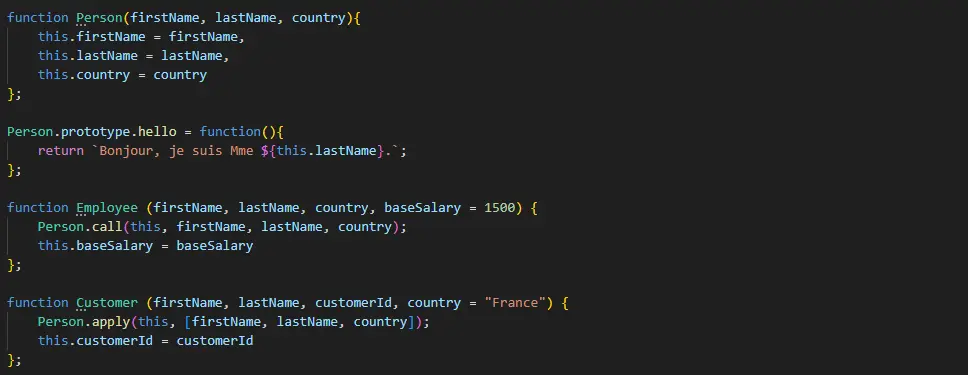 function Person(firstName, lastName, country){
    this.firstName = firstName,
    this.lastName = lastName,
    this.country = country
};
Person.prototype.hello = function(){
    return `Bonjour, je suis Mme ${this.lastName}.`;
};
function Employee (firstName, lastName, country, baseSalary = 1500) {
    Person.call(this, firstName, lastName, country);
    this.baseSalary = baseSalary
};
function Customer (firstName, lastName, customerId, country = "France") {
    Person.apply(this, [firstName, lastName, country]);
    this.customerId = customerId
};